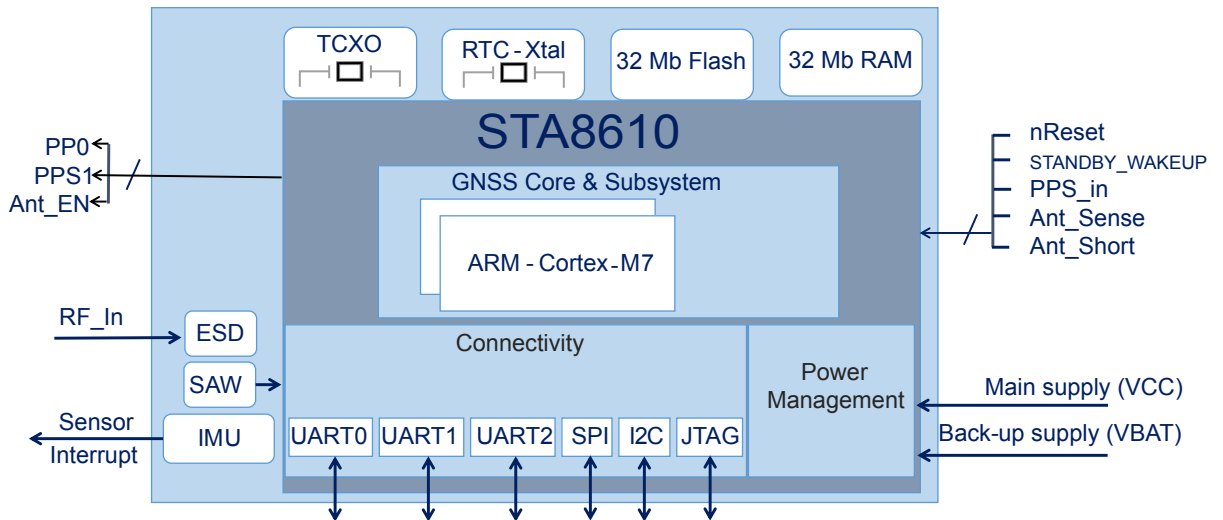 TCXO
RTC - Xtal
32 Mb Flash
32 Mb RAM
STA8610
PP0
PPS1
Ant_EN
nReset
STANDBY_WAKEUP
PPS_in
Ant_Sense
Ant_Short
GNSS Core & Subsystem
ARM - Cortex-M7
RF_In
ESD
SAW
Sensor
Interrupt
IMU
Connectivity
UART0
UART1
UART2
SPI
I2C
JTAG
Power
Management
Main supply (VCC)
Back-up supply (VBAT)